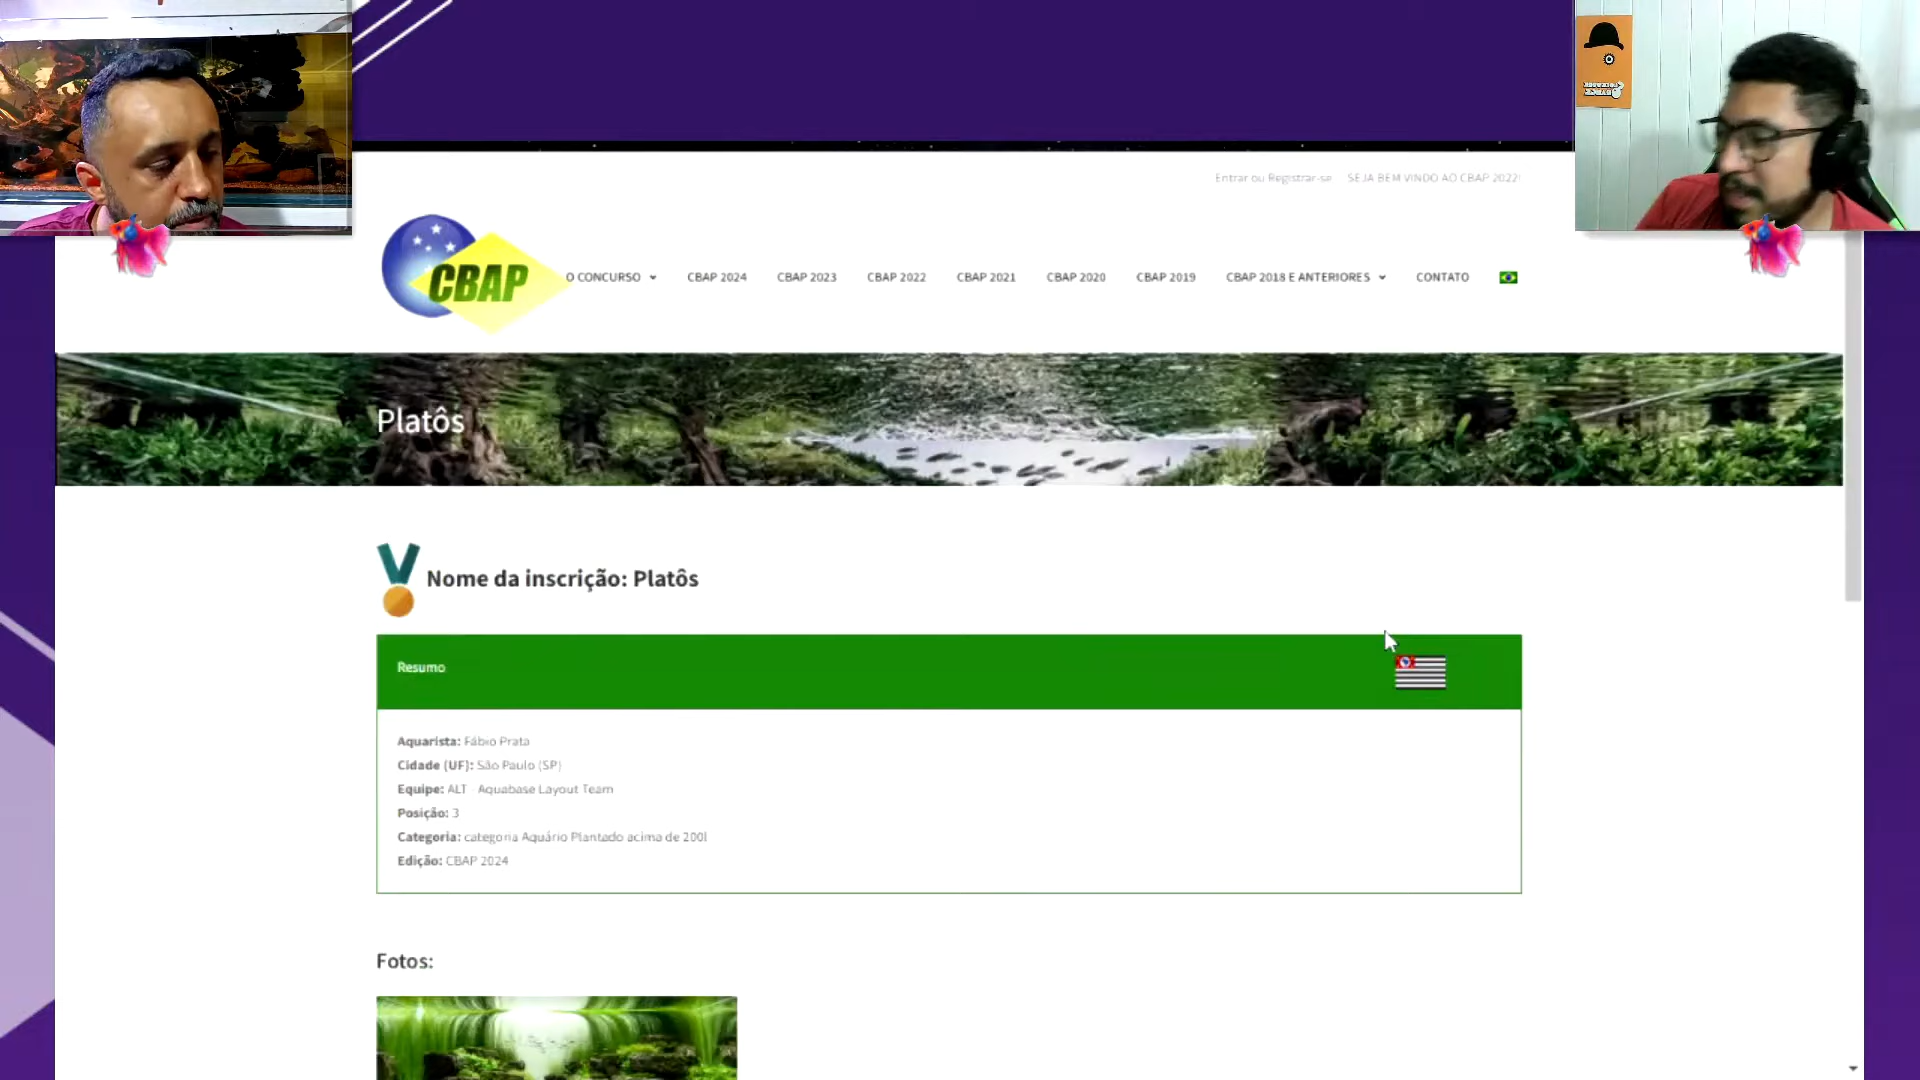 Entrar ou Registrar-se SEJA BEM VINDO AO CBAP 2022!
CBAP
O CONCURSO CBAP 2024 CBAP 2023 CBAP 2022 CBAP 2021 CBAP 2020 CBAP 2019 CBAP 2018 E ANTERIORES CONTATO
Platôs
Nome da inscrição: Platôs
Resumo
Aquarista: Fábio Prata
Cidade (UF): São Paulo (SP)
Equipe: ALT - Aquabase Layout Team
Posição: 3
Categoria: categoria Aquário Plantado acima de 200l
Edição: CBAP 2024
Fotos: